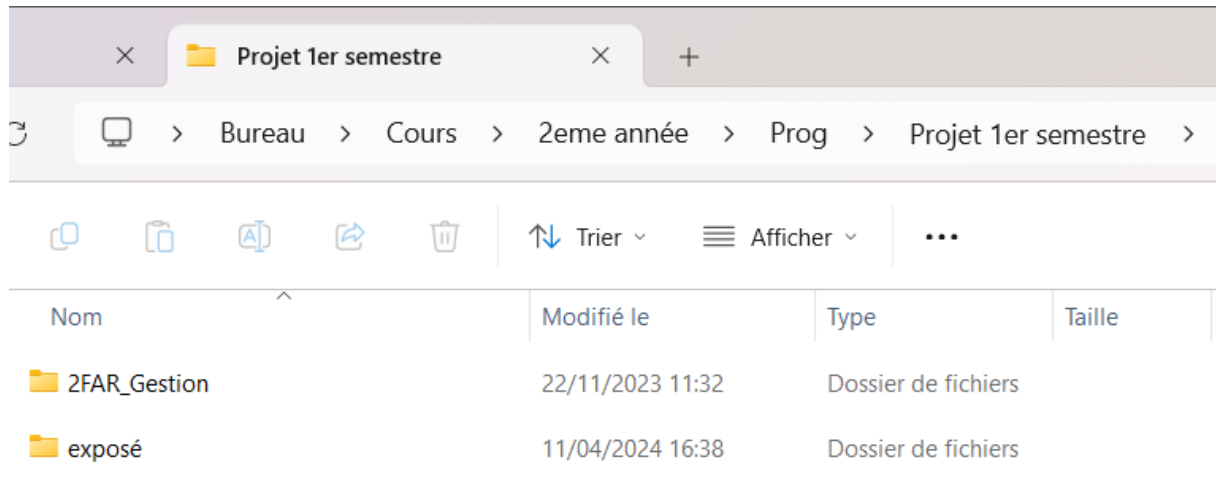 Projet 1er semestre
Bureau > Cours > 2eme année > Prog > Projet 1er semestre >
Trier Afficher
Nom Modifié le Type Taille
2FAR_Gestion 22/11/2023 11:32 Dossier de fichiers
exposé 11/04/2024 16:38 Dossier de fichiers